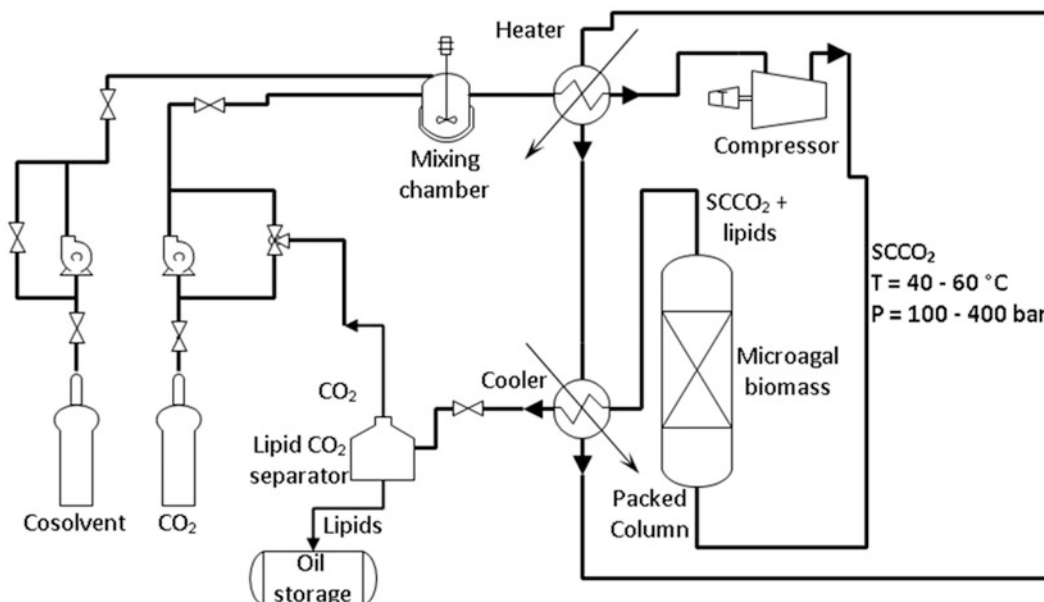 Heater
Compressor
Mixing
chamber
SCCO₂ +
lipids
SCCO₂
T = 40 - 60 °C
P = 100 - 400 bar
C
C
Microagal
biomass
Cooler
CO₂
Lipid CO₂
separator
Packed
Column
Cosolvent
CO₂
Lipids
Oil
storage